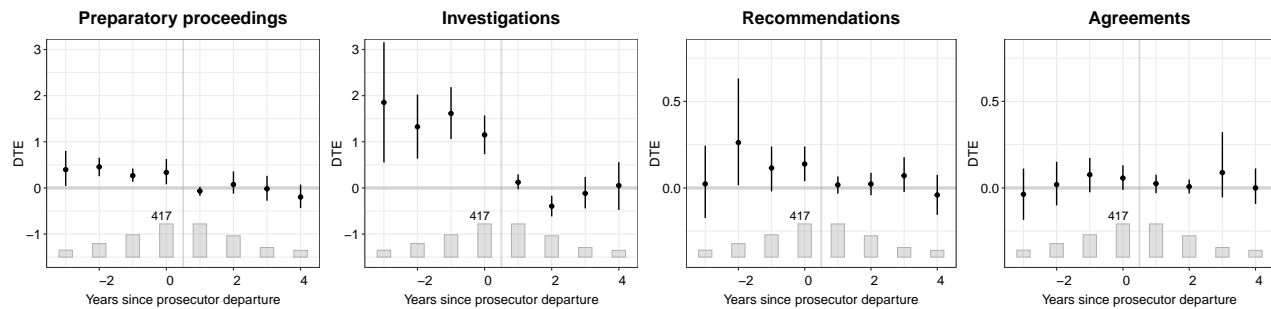 Preparatory proceedings
3
2
1
0
−1
DTE
417
−2
0
2
4
Years since prosecutor departure
Investigations
3
2
1
0
−1
DTE
417
−2
0
2
4
Years since prosecutor departure
Recommendations
0.5
0.0
DTE
417
−2
0
2
4
Years since prosecutor departure
Agreements
0.5
0.0
DTE
417
−2
0
2
4
Years since prosecutor departure